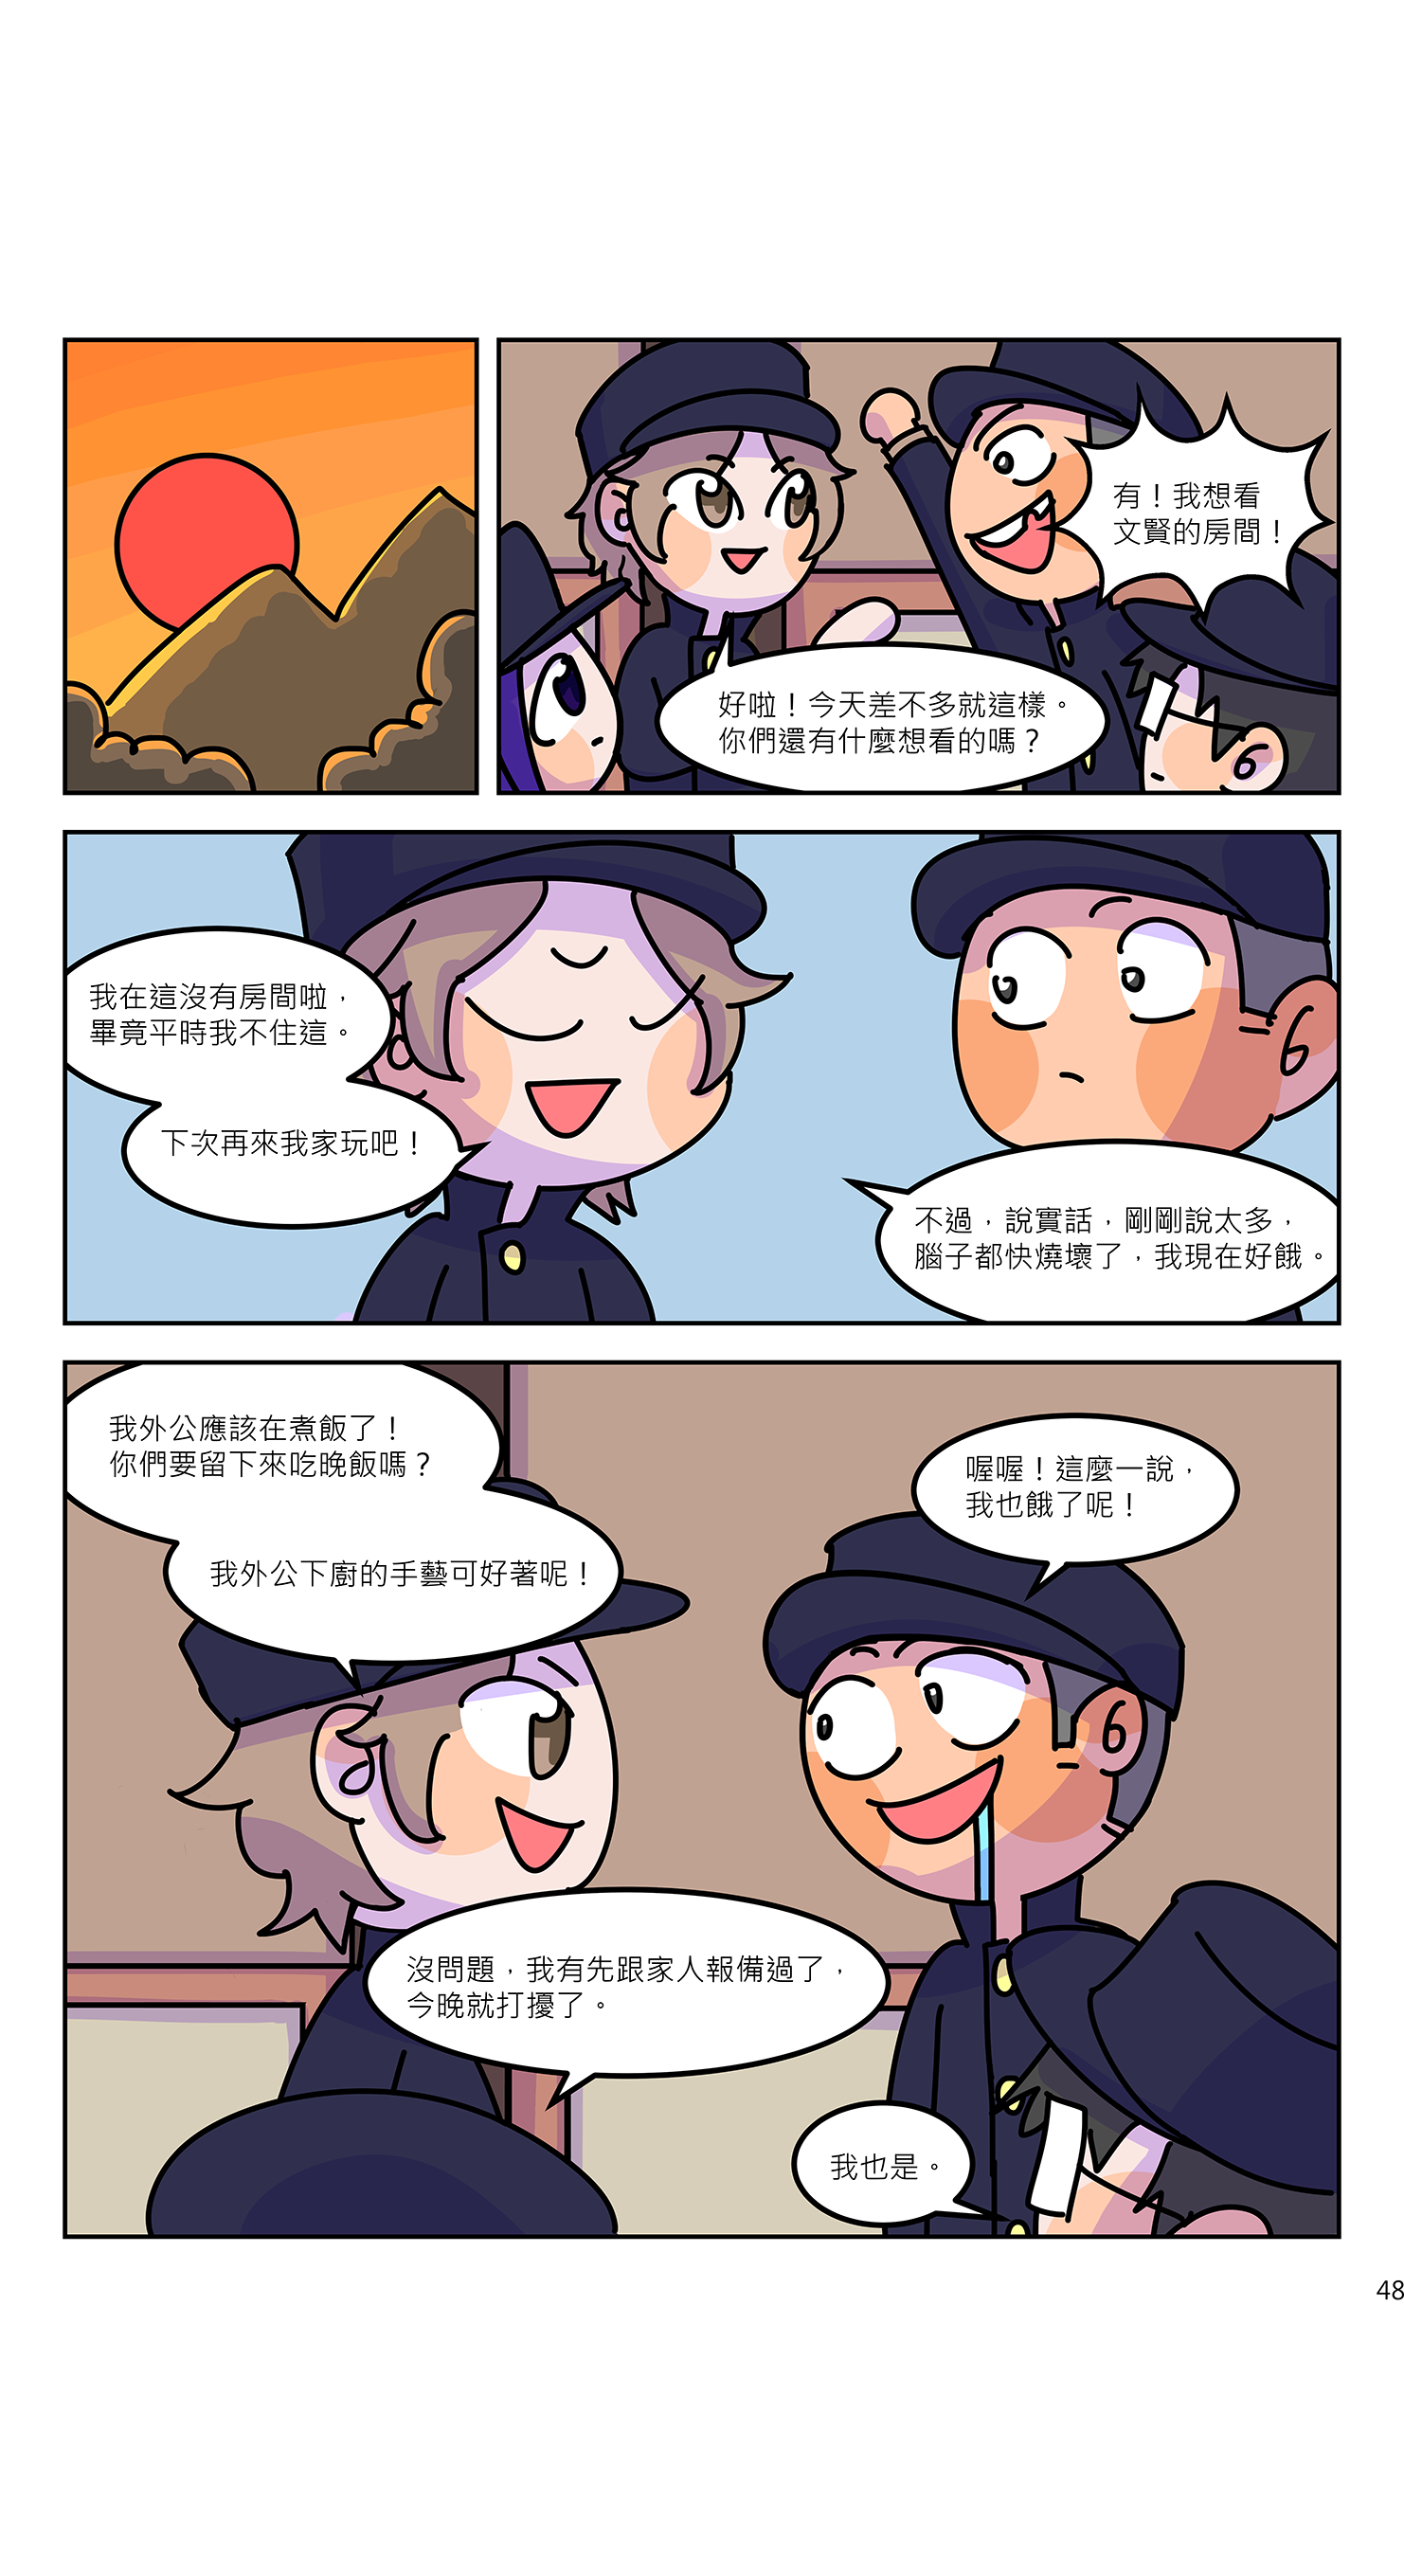 好啦！今天差不多就這樣。
你們還有什麼想看的嗎？
有！我想看
文賢的房間！
我在這沒有房間啦，
畢竟平時我不住這。
下次再來我家玩吧！
不過，說實話，剛剛說太多，
腦子都快燒壞了，我現在好餓。
我外公應該在煮飯了！
你們要留下來吃晚飯嗎？
我外公下廚的手藝可好著呢！
喔喔！這麼一說，
我也餓了呢！
沒問題，我有先跟家人報備過了，
今晚就打擾了。
我也是。
48